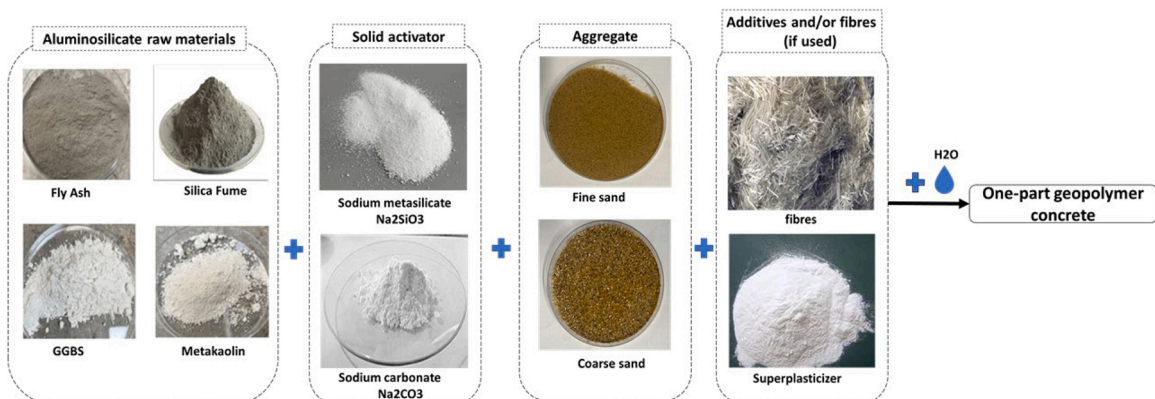 Aluminosilicate raw materials
Fly Ash
Silica Fume
GGBS
Metakaolin
Solid activator
Sodium metasilicate
Na2SiO3
Sodium carbonate
Na2CO3
Aggregate
Fine sand
Coarse sand
Additives and/or fibres
(if used)
fibres
Superplasticizer
H2O
One-part geopolymer
concrete